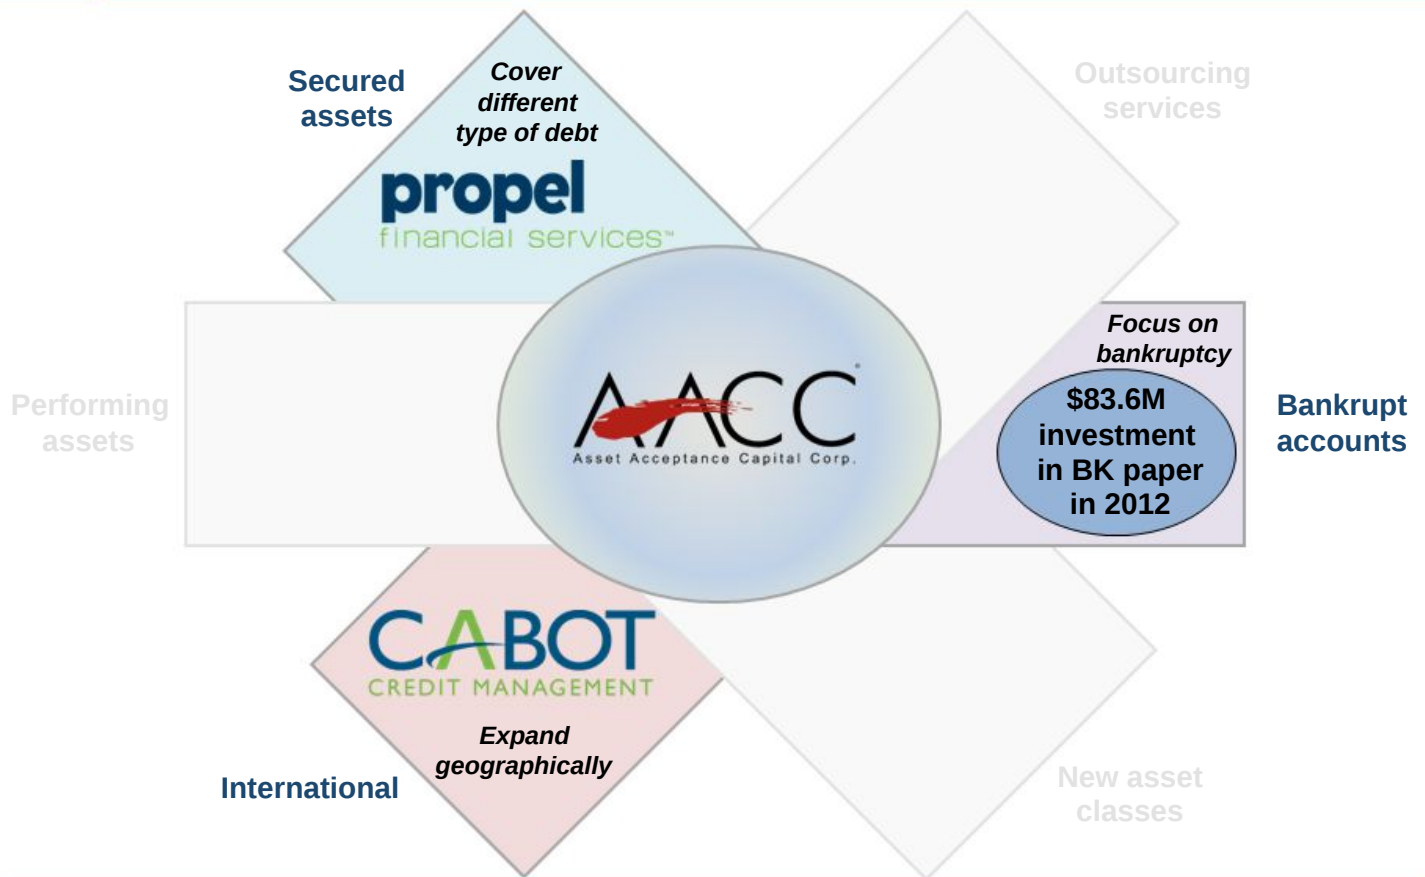 Secured
assets
Cover
different
type of debt
propel
financial services™
Outsourcing
services
Performing
assets
AACC®
Asset Acceptance Capital Corp.
Focus on
bankruptcy
$83.6M
investment
in BK paper
in 2012
Bankrupt
accounts
CABOT
CREDIT MANAGEMENT
Expand
geographically
International
New asset
classes